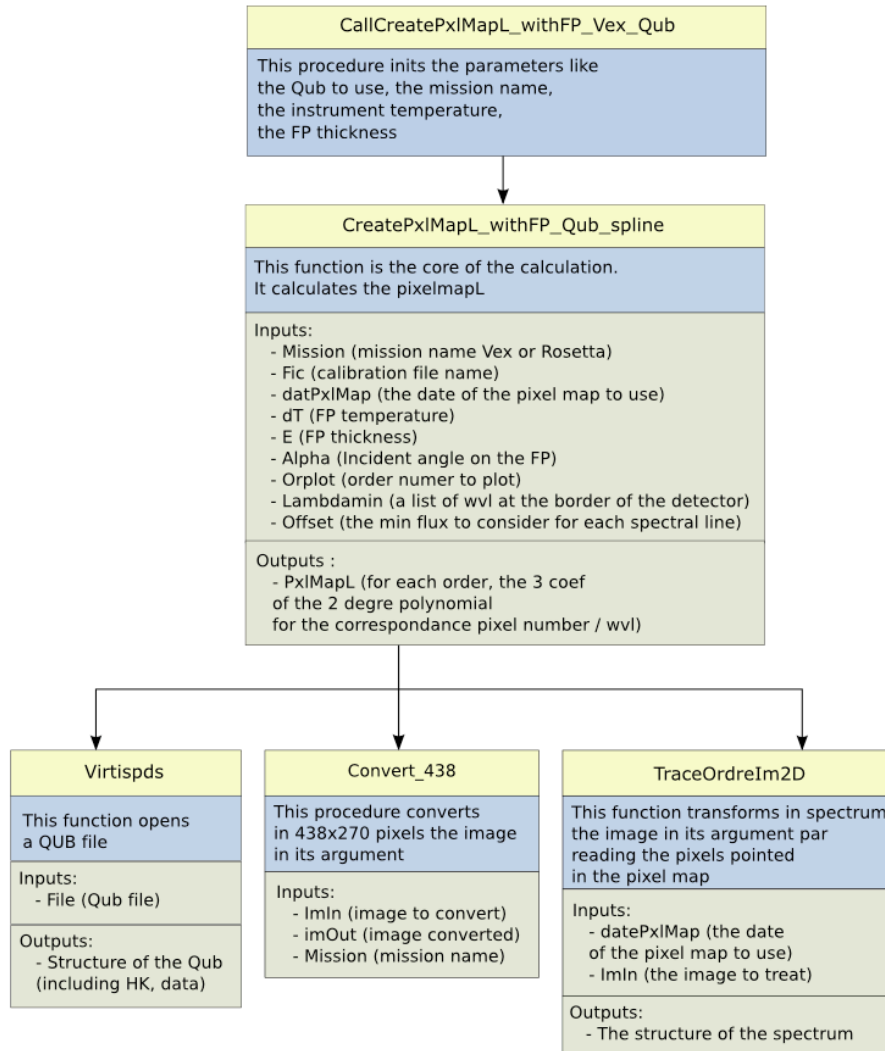 CallCreatePxlMapL_withFP_Vex_Qub
This procedure inits the parameters like
the Qub to use, the mission name,
the instrument temperature,
the FP thickness
CreatePxlMapL_withFP_Qub_spline
This function is the core of the calculation.
It calculates the pixelmapL
Inputs:
- Mission (mission name Vex or Rosetta)
- Fic (calibration file name)
- datPxlMap (the date of the pixel map to use)
- dT (FP temperature)
- E (FP thickness)
- Alpha (Incident angle on the FP)
- Orplot (order numer to plot)
- Lambdamin (a list of wvl at the border of the detector)
- Offset (the min flux to consider for each spectral line)
Outputs :
- PxlMapL (for each order, the 3 coef
of the 2 degre polynomial
for the correspondance pixel number / wvl)
Virtispds
This function opens
a QUB file
Inputs:
- File (Qub file)
Outputs:
- Structure of the Qub
(including HK, data)
Convert_438
This procedure converts
in 438x270 pixels the image
in its argument
Inputs:
- ImIn (image to convert)
- imOut (image converted)
- Mission (mission name)
TraceOrdreIm2D
This function transforms in spectrum
the image in its argument par
reading the pixels pointed
in the pixel map
Inputs:
- datePxlMap (the date
of the pixel map to use)
- ImIn (the image to treat)
Outputs:
- The structure of the spectrum